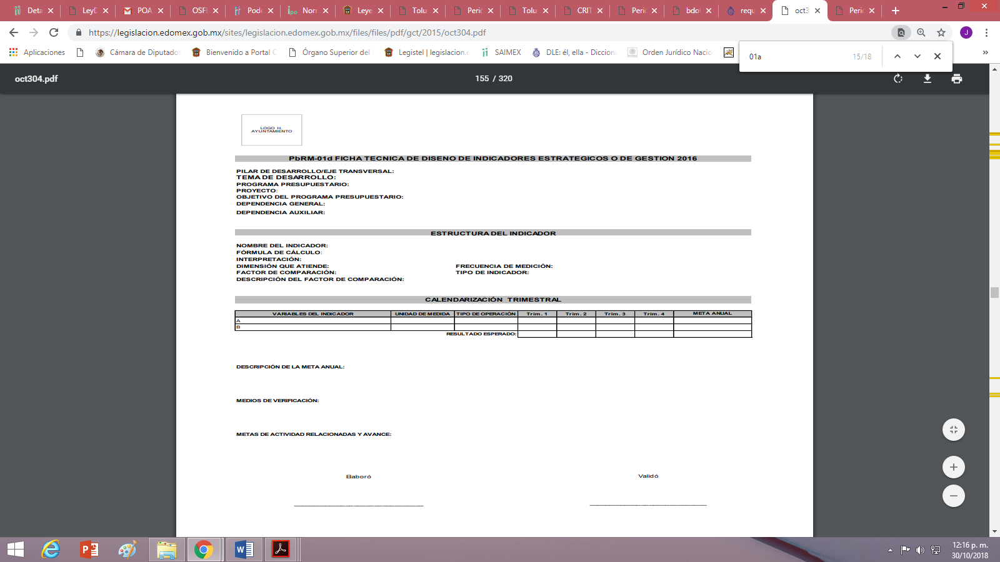 Deta
LeyD
POA
OSFI
Pode
Norr
Leye
Tolu
Perió
Tolu
CRIT
Perió
bdo
requ
oct3
Perió
https://legislacion.edomex.gob.mx/sites/legislacion.edomex.gob.mx/files/files/pdf/gct/2015/oct304.pdf
J
Aplicaciones
Cámara de Diputado
Bienvenido a Portal C
Órgano Superior del
Legistel | legislacion.e
SAIMEX
DLE: él, ella - Diccion
Orden Jurídico Nacio
»
01a
15/18
oct304.pdf
155 / 320
LOGO H.
AYUNTAMIENTO
PbRM-01d FICHA TECNICA DE DISENO DE INDICADORES ESTRATEGICOS O DE GESTION 2016
PILAR DE DESARROLLO/EJE TRANSVERSAL:
TEMA DE DESARROLLO:
PROGRAMA PRESUPUESTARIO:
PROYECTO:
OBJETIVO DEL PROGRAMA PRESUPUESTARIO:
DEPENDENCIA GENERAL:
DEPENDENCIA AUXILIAR:
ESTRUCTURA DEL INDICADOR
NOMBRE DEL INDICADOR:
FÓRMULA DE CÁLCULO:
INTERPRETACIÓN:
DIMENSIÓN QUE ATIENDE: FRECUENCIA DE MEDICIÓN:
FACTOR DE COMPARACIÓN: TIPO DE INDICADOR:
DESCRIPCIÓN DEL FACTOR DE COMPARACIÓN:
CALENDARIZACIÓN TRIMESTRAL
VARIABLES DEL INDICADOR UNIDAD DE MEDIDA TIPO DE OPERACIÓN Trim. 1 Trim. 2 Trim. 3 Trim. 4 META ANUAL
A
B
RESULTADO ESPERADO:
DESCRIPCIÓN DE LA META ANUAL:
MEDIOS DE VERIFICACIÓN:
METAS DE ACTIVIDAD RELACIONADAS Y AVANCE:
Elaboró Validó
12:16 p. m.
30/10/2018